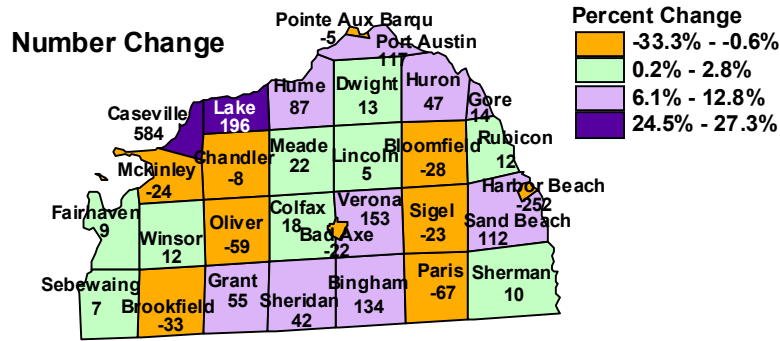 Number Change
Pointe Aux Barqu
-5
Port Austin
117
Percent Change
-33.3% - -0.6%
0.2% - 2.8%
6.1% - 12.8%
24.5% - 27.3%
Caseville
584
Lake
196
Hume
87
Dwight
13
Huron
47
Gore
14
Mckinley
-24
Chandler
-8
Meade
22
Lincoln
5
Bloomfield
-28
Rubicon
12
Harbor Beach
-252
Fairhaven
9
Winsor
12
Oliver
-59
Colfax
18
Bad Axe
-22
Verona
153
Sigel
-23
Sand Beach
112
Sebewaing
7
Brookfield
-33
Grant
55
Sheridan
42
Bingham
134
Paris
-67
Sherman
10